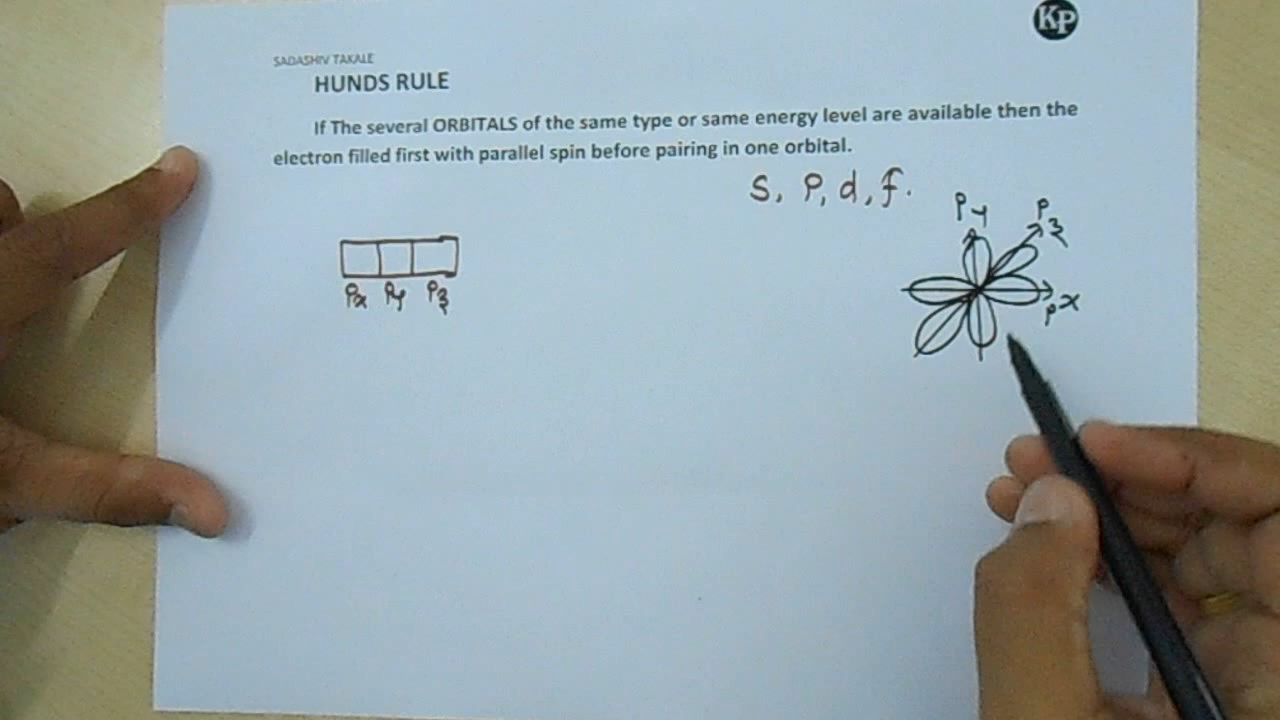 KP
SADASHIV TAKALE
HUNDS RULE
If The several ORBITALS of the same type or same energy level are available then the
electron filled first with parallel spin before pairing in one orbital.
S, P, d, f.
Py
Pz
Px Py Pz
Px